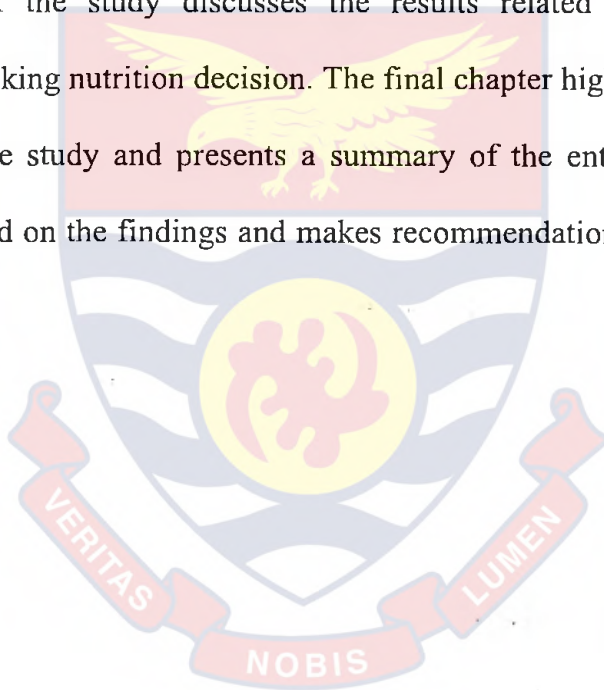 the study discusses the results related
king nutrition decision. The final chapter hig
e study and presents a summary of the ent
d on the findings and makes recommendation
VERITAS
NOBIS
LUMEN